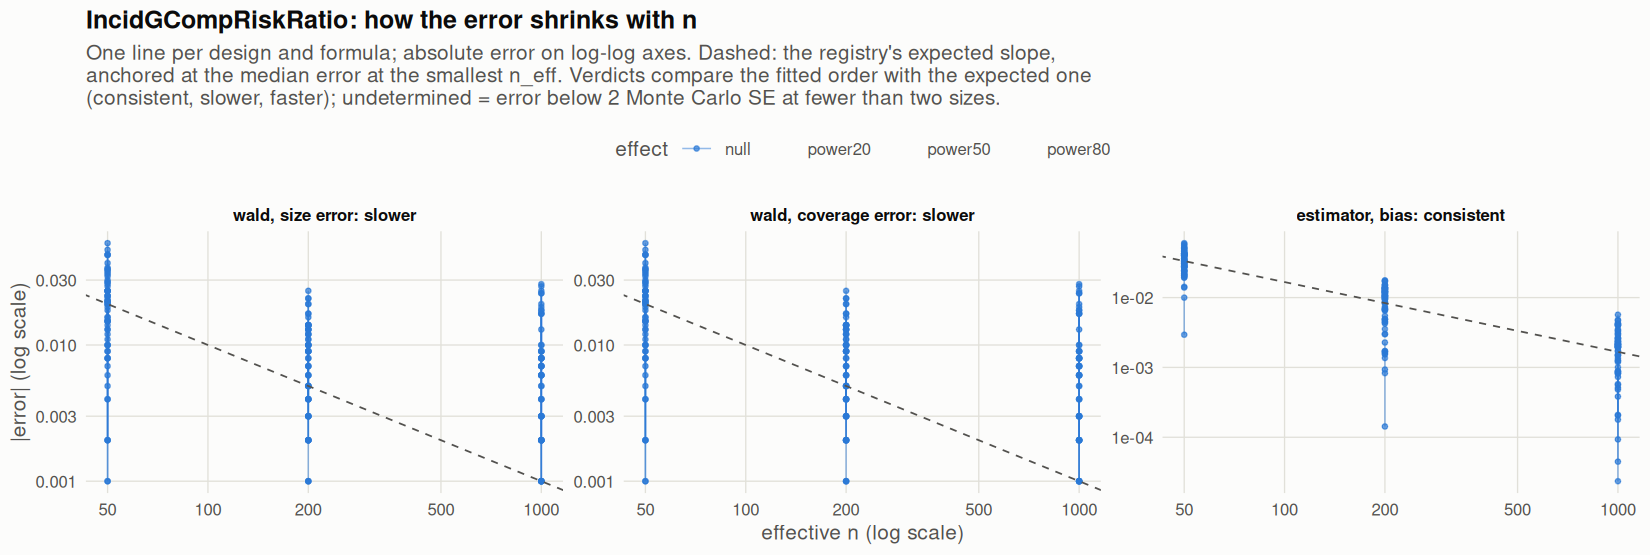 IncidGCompRiskRatio: how the error shrinks with n
One line per design and formula; absolute error on log-log axes. Dashed: the registry's expected slope,
anchored at the median error at the smallest n_eff. Verdicts compare the fitted order with the expected one
(consistent, slower, faster); undetermined = error below 2 Monte Carlo SE at fewer than two sizes.
effect null power20 power50 power80
wald, size error: slower
wald, coverage error: slower
estimator, bias: consistent
|error| (log scale)
0.030
0.010
0.003
0.001
50 100 200 500 1000
0.030
0.010
0.003
0.001
50 100 200 500 1000
1e-02
1e-03
1e-04
50 100 200 500 1000
effective n (log scale)